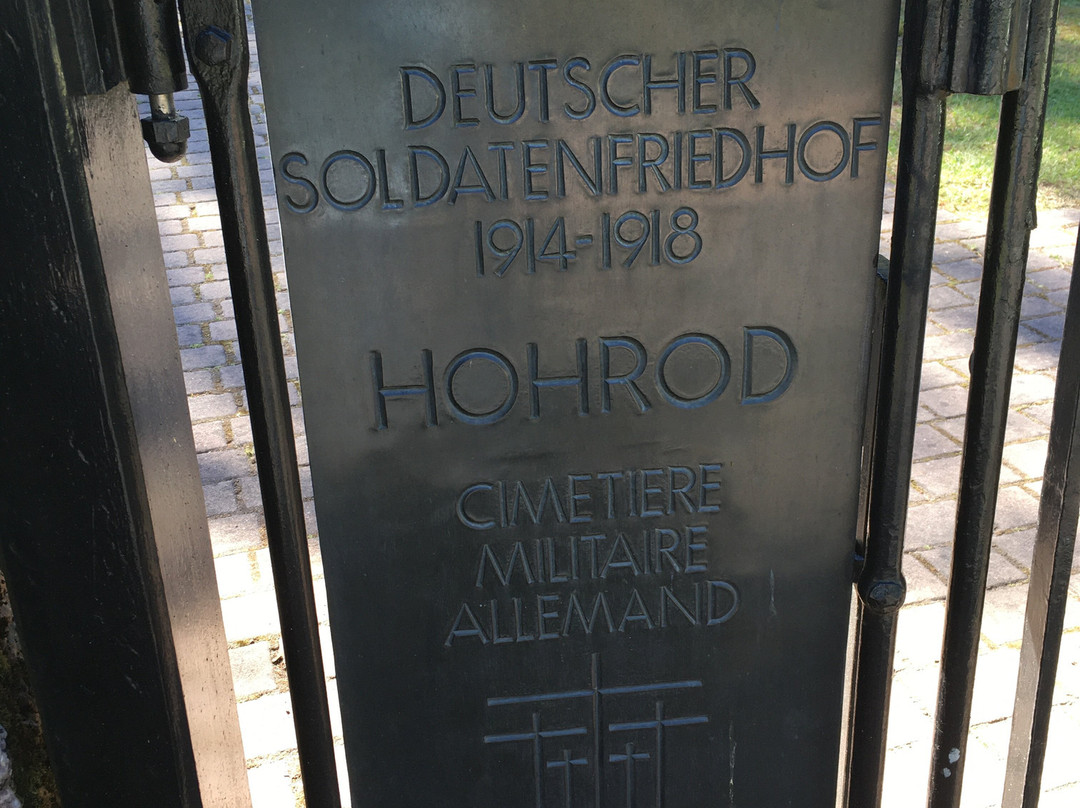 DEUTSCHER
SOLDATENFRIEDHOF
1914-1918
HOHROD
CIMETIERE
MILITAIRE
ALLEMAND